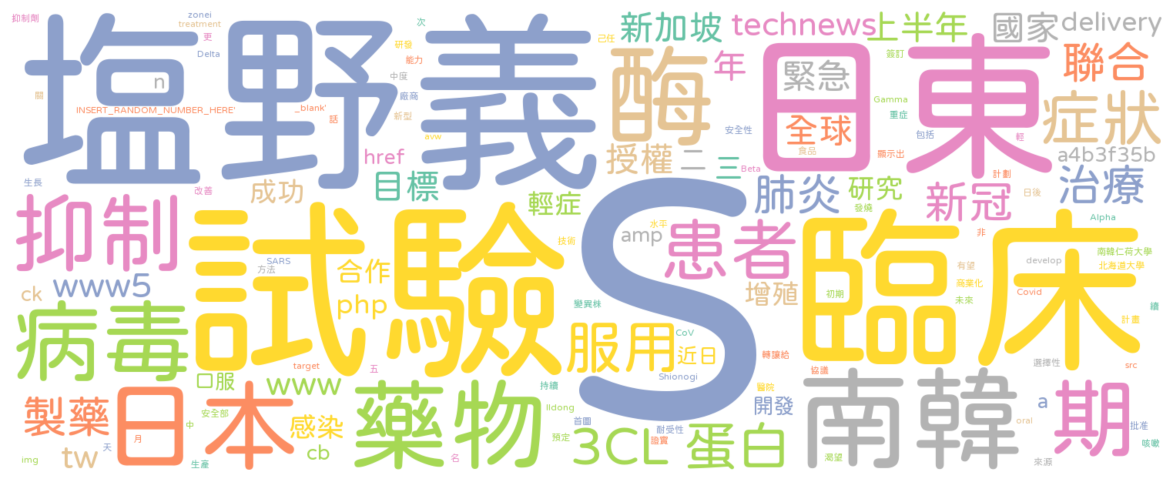 抑制劑
zonei
treatment
更
Delta
塩野義
次
研發
能力
中度
廠商
新型
己任
新加坡
technews
上半年
國家
delivery
簽訂
聯合
酶
年
日東
緊急
全球
食品
症狀
n
關
INSERT_RANDOM_NUMBER_HERE'
_blank'
話
avw
安全性
Gamma
重症
包括
顯示出
輕
a4b3f35b
href
授權
二
三
Beta
計劃
生長
改善
成功
目標
輕症
肺炎
研究
發燒
新冠
日後
治療
Alpha
抑制
試驗
S
水平
amp
患者
臨床
非
技術
SARS
方法
合作
有望
develop
南韓仁荷大學
北海道大學
ck
www5
php
增殖
初期
商業化
未來
Covid
續
變異株
計畫
病毒
服用
CoV
近日
轉讓給
協議
選擇性
src
target
五
口服
www
Shionogi
醫院
持續
製藥
日本
藥物
安全部
感染
Ildong
首圖
開發
南韓
a
期
批准
月
中
天
預定
3CL
蛋白
耐受性
造實
oral
咳嗽
img
tw
生產
cb
名
渴望
來源